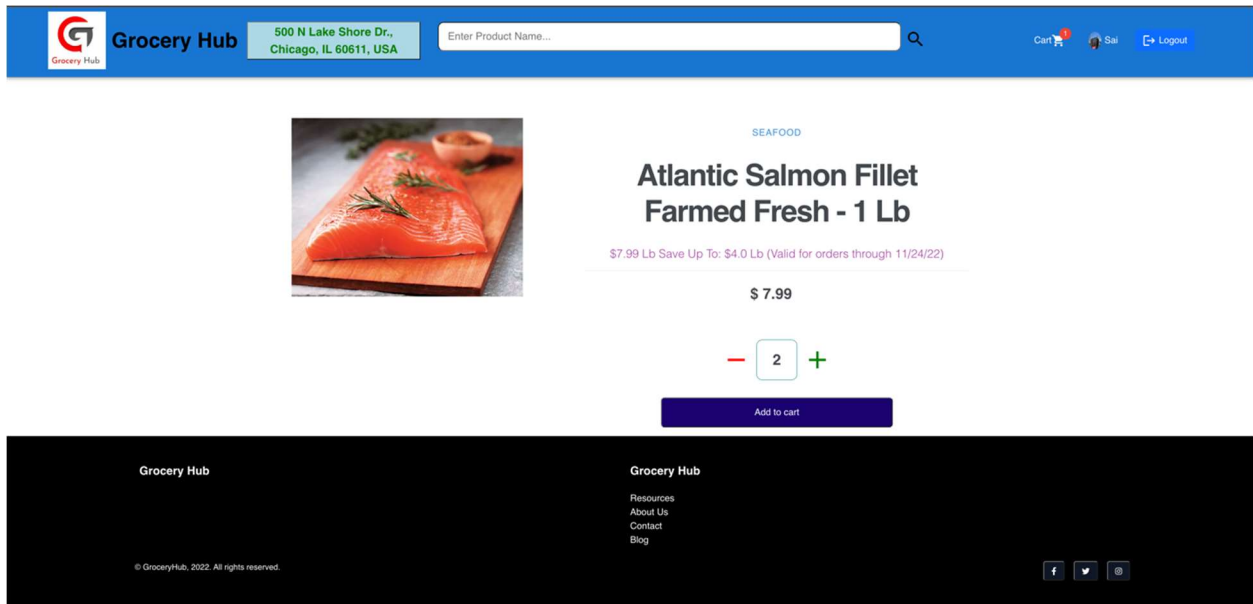 Grocery Hub
Grocery Hub
500 N Lake Shore Dr.,
Chicago, IL 60611, USA
Enter Product Name...
Cart
1
Sai
Logout
SEAFOOD
Atlantic Salmon Fillet
Farmed Fresh - 1 Lb
$7.99 Lb Save Up To: $4.0 Lb (Valid for orders through 11/24/22)
$ 7.99
2
Add to cart
Grocery Hub
Grocery Hub
Resources
About Us
Contact
Blog
© GroceryHub, 2022. All rights reserved.